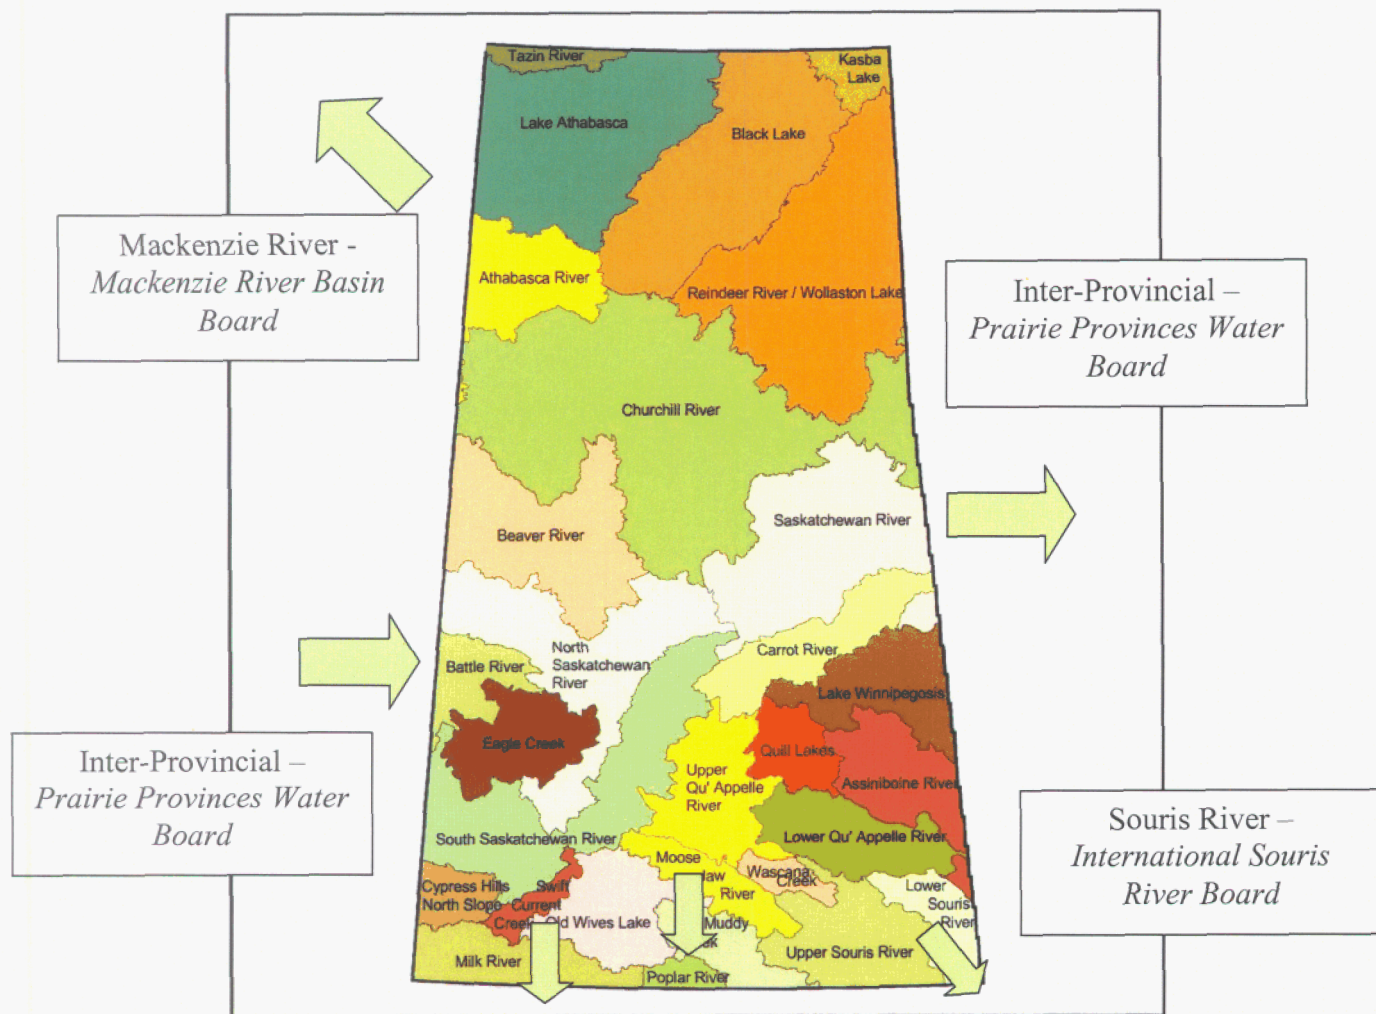 Tazin River
Kasba
Lake
Lake Athabasca
Black Lake
Mackenzie River -
Mackenzie River Basin
Board
Athabasca River
Reindeer River / Wollaston Lake
Inter-Provincial –
Prairie Provinces Water
Board
Churchill River
Saskatchewan River
Beaver River
North
Saskatchewan
River
Carrot River
Battle River
Lake Winnipegosis
Eagle Creek
Quill Lakes
Inter-Provincial –
Prairie Provinces Water
Board
Upper
Qu' Appelle
River
Assiniboine River
South Saskatchewan River
Lower Qu' Appelle River
Souris River –
International Souris
River Board
Moose
Jaw
River
Wascana
Creek
Cypress Hills
North Slope
Swift
Current
Creek
Old Wives Lake
Lower
Souris
River
Muddy
Milk River
Poplar River
Upper Souris River